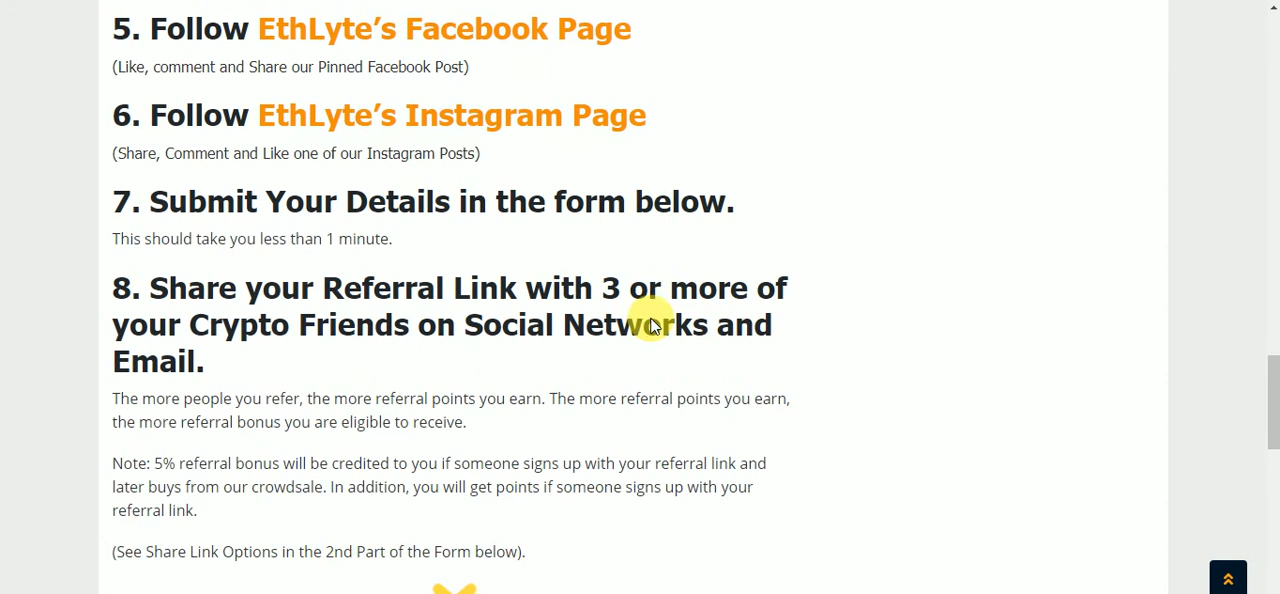 5. Follow EthLyte’s Facebook Page
(Like, comment and Share our Pinned Facebook Post)
6. Follow EthLyte’s Instagram Page
(Share, Comment and Like one of our Instagram Posts)
7. Submit Your Details in the form below.
This should take you less than 1 minute.
8. Share your Referral Link with 3 or more of
your Crypto Friends on Social Networks and
Email.
The more people you refer, the more referral points you earn. The more referral points you earn,
the more referral bonus you are eligible to receive.
Note: 5% referral bonus will be credited to you if someone signs up with your referral link and
later buys from our crowdsale. In addition, you will get points if someone signs up with your
referral link.
(See Share Link Options in the 2nd Part of the Form below).